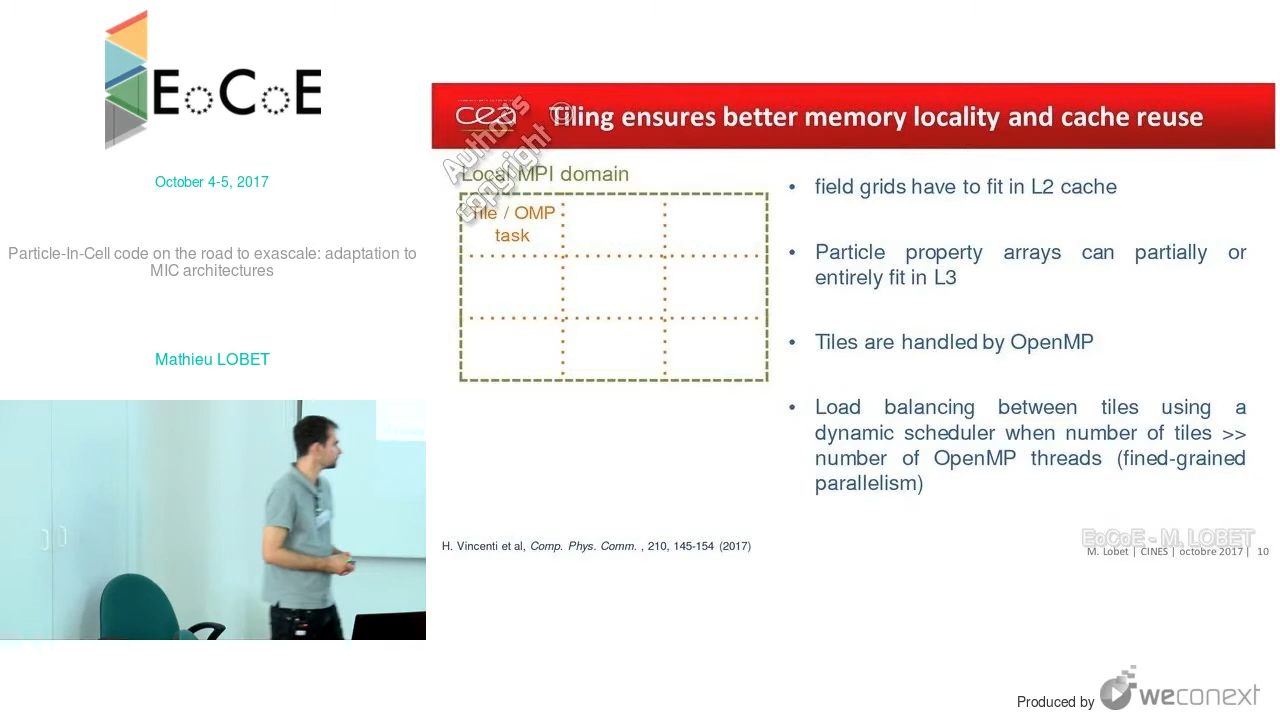 EoCoE
October 4-5, 2017
Particle-In-Cell code on the road to exascale: adaptation to
MIC architectures
Mathieu LOBET
cea
Tiling ensures better memory locality and cache reuse
©
Author's
copyright
Local MPI domain
Tile / OMP
task
• field grids have to fit in L2 cache
• Particle property arrays can partially or
entirely fit in L3
• Tiles are handled by OpenMP
• Load balancing between tiles using a
dynamic scheduler when number of tiles >>
number of OpenMP threads (fined-grained
parallelism)
H. Vincenti et al, Comp. Phys. Comm. , 210, 145-154 (2017)
EoCoE - M. LOBET
M. Lobet | CINES | octobre 2017 | 10
Produced by weconext